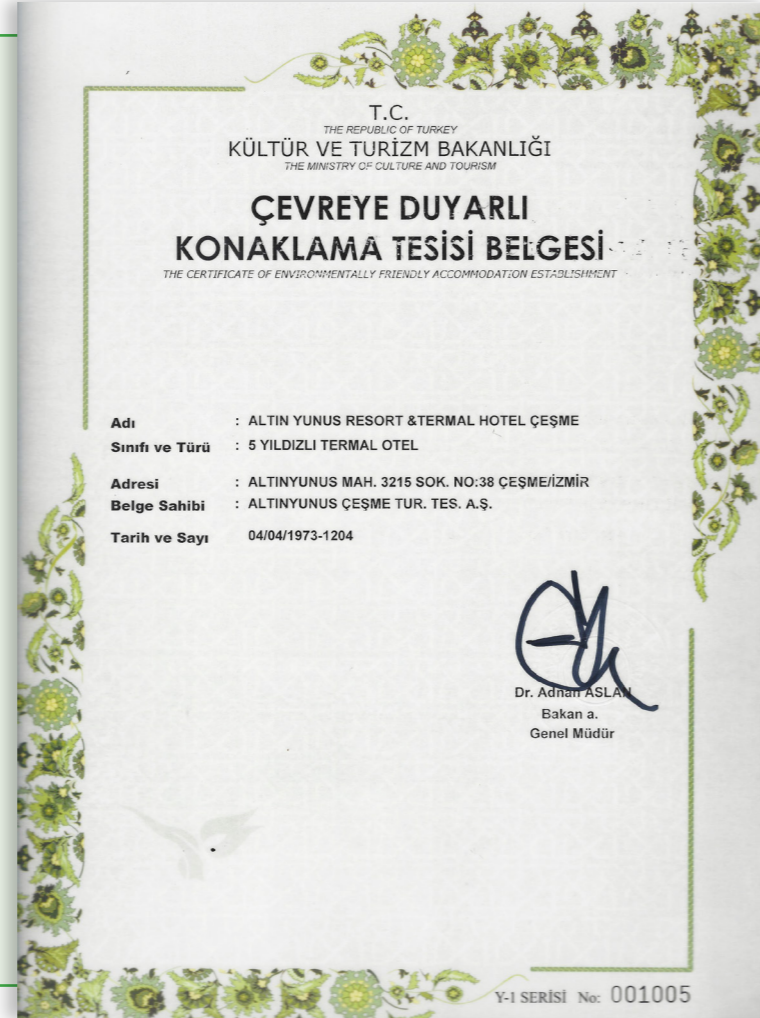 T.C.
THE REPUBLIC OF TURKEY
KÜLTÜR VE TURİZM BAKANLIĞI
THE MINISTRY OF CULTURE AND TOURISM
ÇEVREYE DUYARLI
KONAKLAMA TESİSİ BELGESİ
THE CERTIFICATE OF ENVIRONMENTALLY FRIENDLY ACCOMMODATION ESTABLISHMENT
Adı : ALTIN YUNUS RESORT &TERMAL HOTEL ÇEŞME
Sınıfı ve Türü : 5 YILDIZLI TERMAL OTEL
Adresi : ALTINYUNUS MAH. 3215 SOK. NO:38 ÇEŞME/İZMİR
Belge Sahibi : ALTINYUNUS ÇEŞME TUR. TES. A.Ş.
Tarih ve Sayı 04/04/1973-1204
Dr. Adnan ASLAN
Bakan a.
Genel Müdür
Y-1 SERİSİ No: 001005